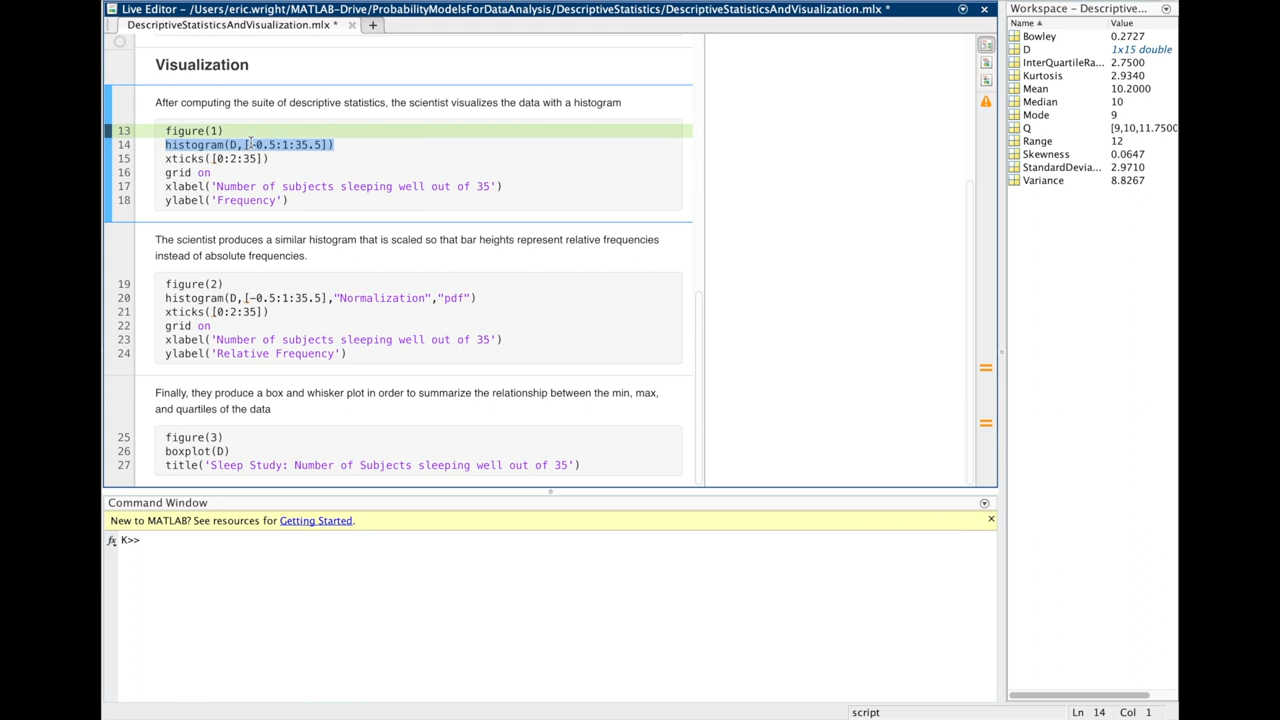 Live Editor - /Users/eric.wright/MATLAB-Drive/ProbabilityModelsForDataAnalysis/DescriptiveStatistics/DescriptiveStatisticsAndVisualization.mlx *
DescriptiveStatisticsAndVisualization.mlx *
Visualization
After computing the suite of descriptive statistics, the scientist visualizes the data with a histogram
13 figure(1)
14 histogram(D,[-0.5:1:35.5])
15 xticks([0:2:35])
16 grid on
17 xlabel('Number of subjects sleeping well out of 35')
18 ylabel('Frequency')
The scientist produces a similar histogram that is scaled so that bar heights represent relative frequencies
instead of absolute frequencies.
19 figure(2)
20 histogram(D,[-0.5:1:35.5],"Normalization","pdf")
21 xticks([0:2:35])
22 grid on
23 xlabel('Number of subjects sleeping well out of 35')
24 ylabel('Relative Frequency')
Finally, they produce a box and whisker plot in order to summarize the relationship between the min, max,
and quartiles of the data
25 figure(3)
26 boxplot(D)
27 title('Sleep Study: Number of Subjects sleeping well out of 35')
Command Window
New to MATLAB? See resources for Getting Started.
fx K>>
Workspace - Descriptive...
Name Value
Bowley 0.2727
D 1x15 double
InterQuartileRa... 2.7500
Kurtosis 2.9340
Mean 10.2000
Median 10
Mode 9
Q [9,10,11.7500
Range 12
Skewness 0.0647
StandardDevia... 2.9710
Variance 8.8267
script
Ln 14 Col 1